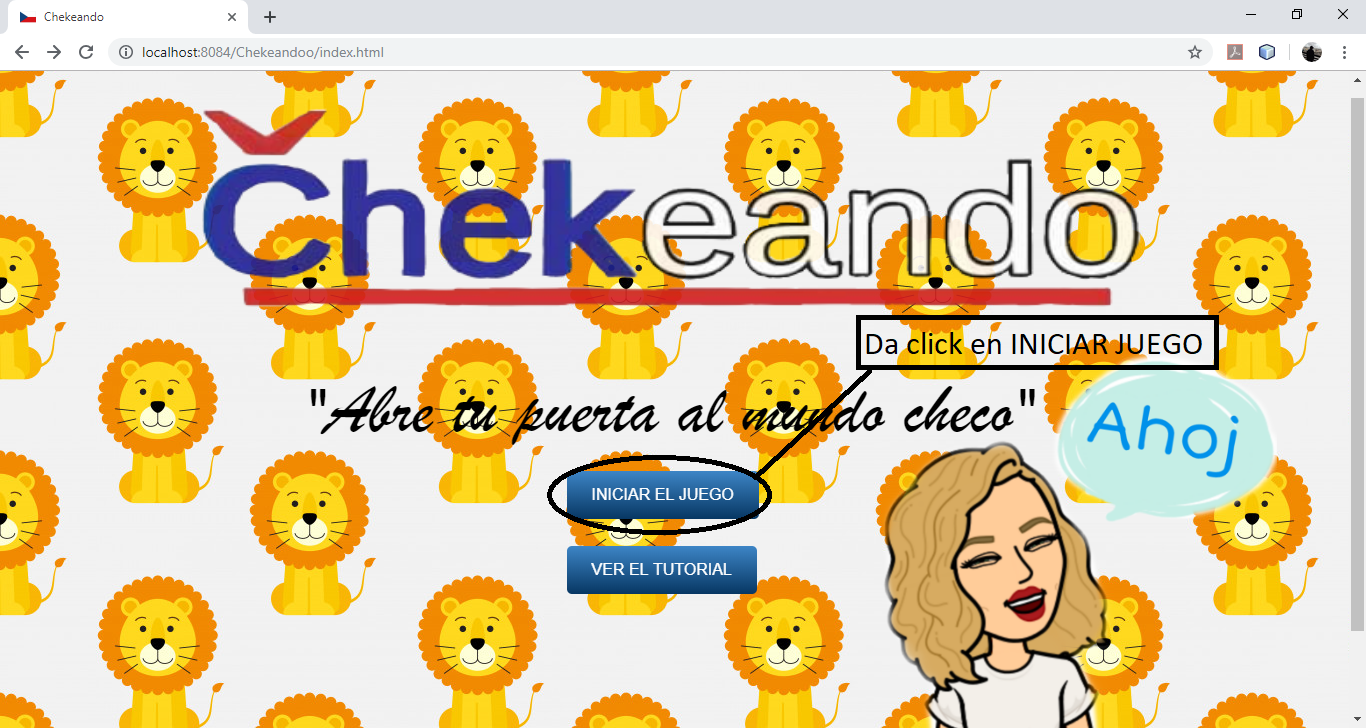 Chekeando
localhost:8084/Chekeandoo/index.html
Čhekeando
Da click en INICIAR JUEGO
"Abre tu puerta al mundo checo"
Ahoj
INICIAR EL JUEGO
VER EL TUTORIAL